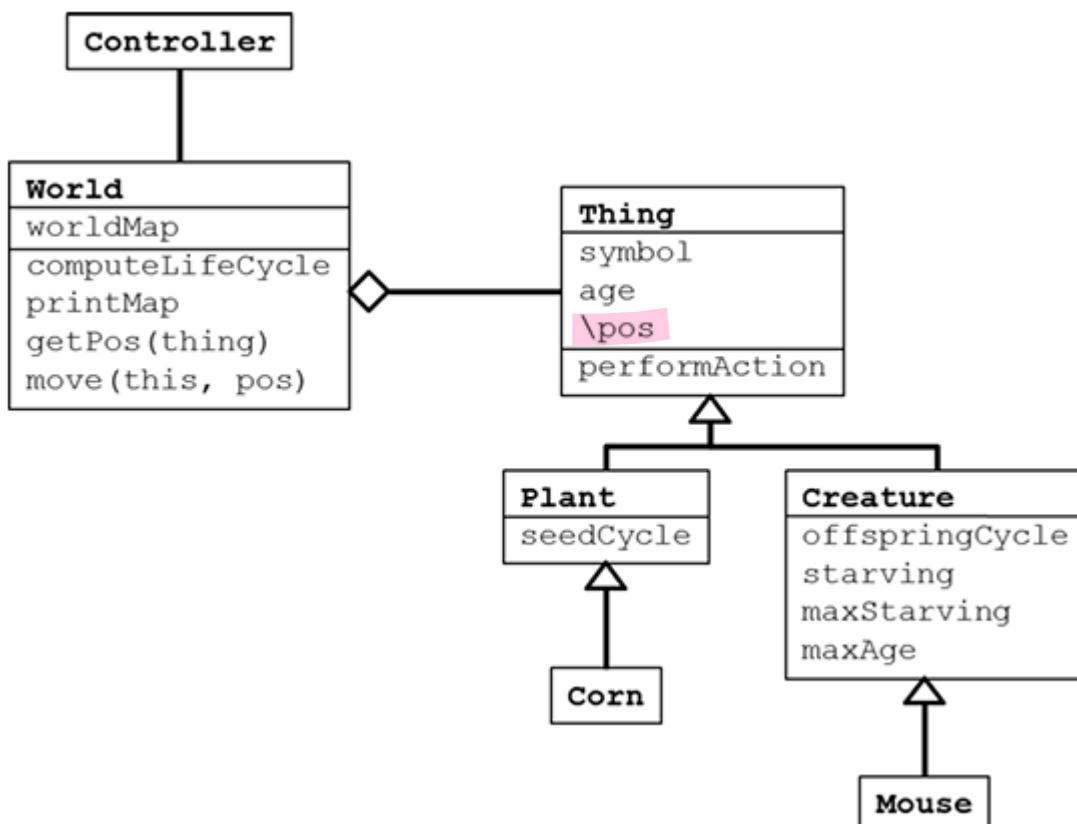 Controller
World
worldMap
computeLifeCycle
printMap
getPos(thing)
move(this, pos)
Thing
symbol
age
\pos
performAction
Plant
seedCycle
Creature
offspringCycle
starving
maxStarving
maxAge
Corn
Mouse